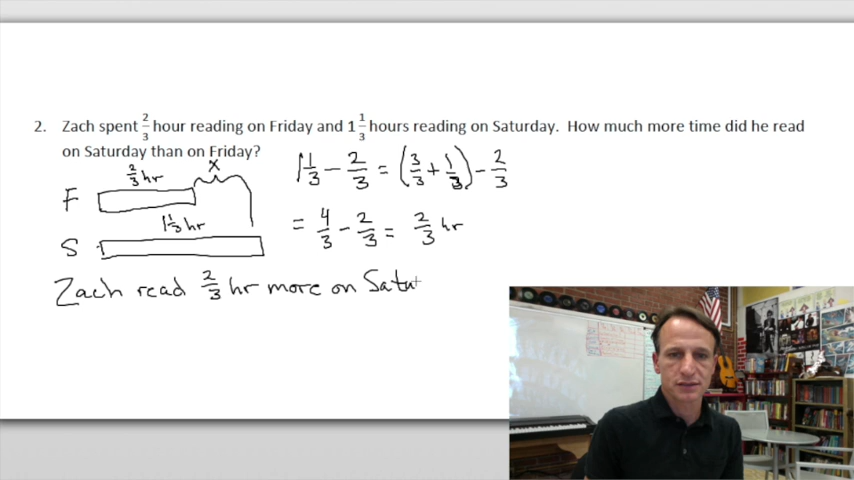 2. Zach spent 2/3 hour reading on Friday and 1 1/3 hours reading on Saturday. How much more time did he read
on Saturday than on Friday?
2/3 hr
x
F
1 1/3 hr
S
1 1/3 - 2/3 = (3/3 + 1/3) - 2/3
= 4/3 - 2/3 = 2/3 hr
Zach read 2/3 hr more on Satu